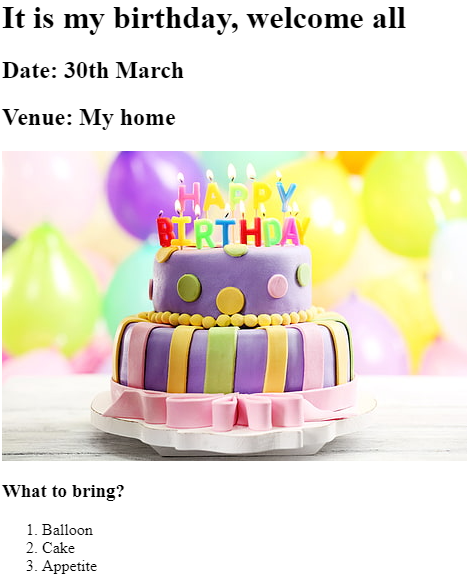 It is my birthday, welcome all
Date: 30th March
Venue: My home
HAPPY
BIRTHDAY
What to bring?
1. Balloon
2. Cake
3. Appetite